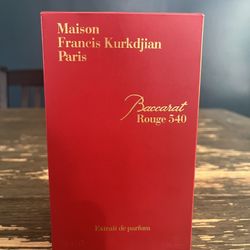 Maison
Francis Kurkdjian
Paris
Baccarat
Rouge 540
Extrait de parfum